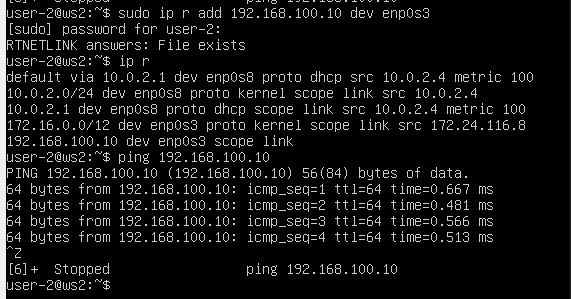 [5]+  Stopped                 ping 192.168.100.10
user-2@ws2:~$ sudo ip r add 192.168.100.10 dev enp0s3
[sudo] password for user-2:
RTNETLINK answers: File exists
user-2@ws2:~$ ip r
default via 10.0.2.1 dev enp0s8 proto dhcp src 10.0.2.4 metric 100
10.0.2.0/24 dev enp0s8 proto kernel scope link src 10.0.2.4
10.0.2.1 dev enp0s8 proto dhcp scope link src 10.0.2.4 metric 100
172.16.0.0/12 dev enp0s3 proto kernel scope link src 172.24.116.8
192.168.100.10 dev enp0s3 scope link
user-2@ws2:~$ ping 192.168.100.10
PING 192.168.100.10 (192.168.100.10) 56(84) bytes of data.
64 bytes from 192.168.100.10: icmp_seq=1 ttl=64 time=0.667 ms
64 bytes from 192.168.100.10: icmp_seq=2 ttl=64 time=0.481 ms
64 bytes from 192.168.100.10: icmp_seq=3 ttl=64 time=0.566 ms
64 bytes from 192.168.100.10: icmp_seq=4 ttl=64 time=0.513 ms
^Z
[6]+  Stopped                 ping 192.168.100.10
user-2@ws2:~$